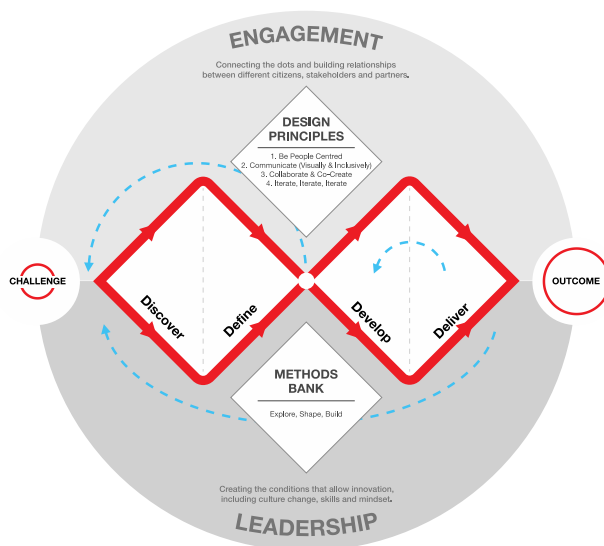 ENGAGEMENT
Connecting the dots and building relationships
between different citizens, stakeholders and partners.
DESIGN
PRINCIPLES
1. Be People Centred
2. Communicate (Visually & Inclusively)
3. Collaborate & Co-Create
4. Iterate, Iterate, Iterate
CHALLENGE
OUTCOME
Discover
Define
Develop
Deliver
METHODS
BANK
Explore, Shape, Build
Creating the conditions that allow innovation,
including culture change, skills and mindset.
LEADERSHIP